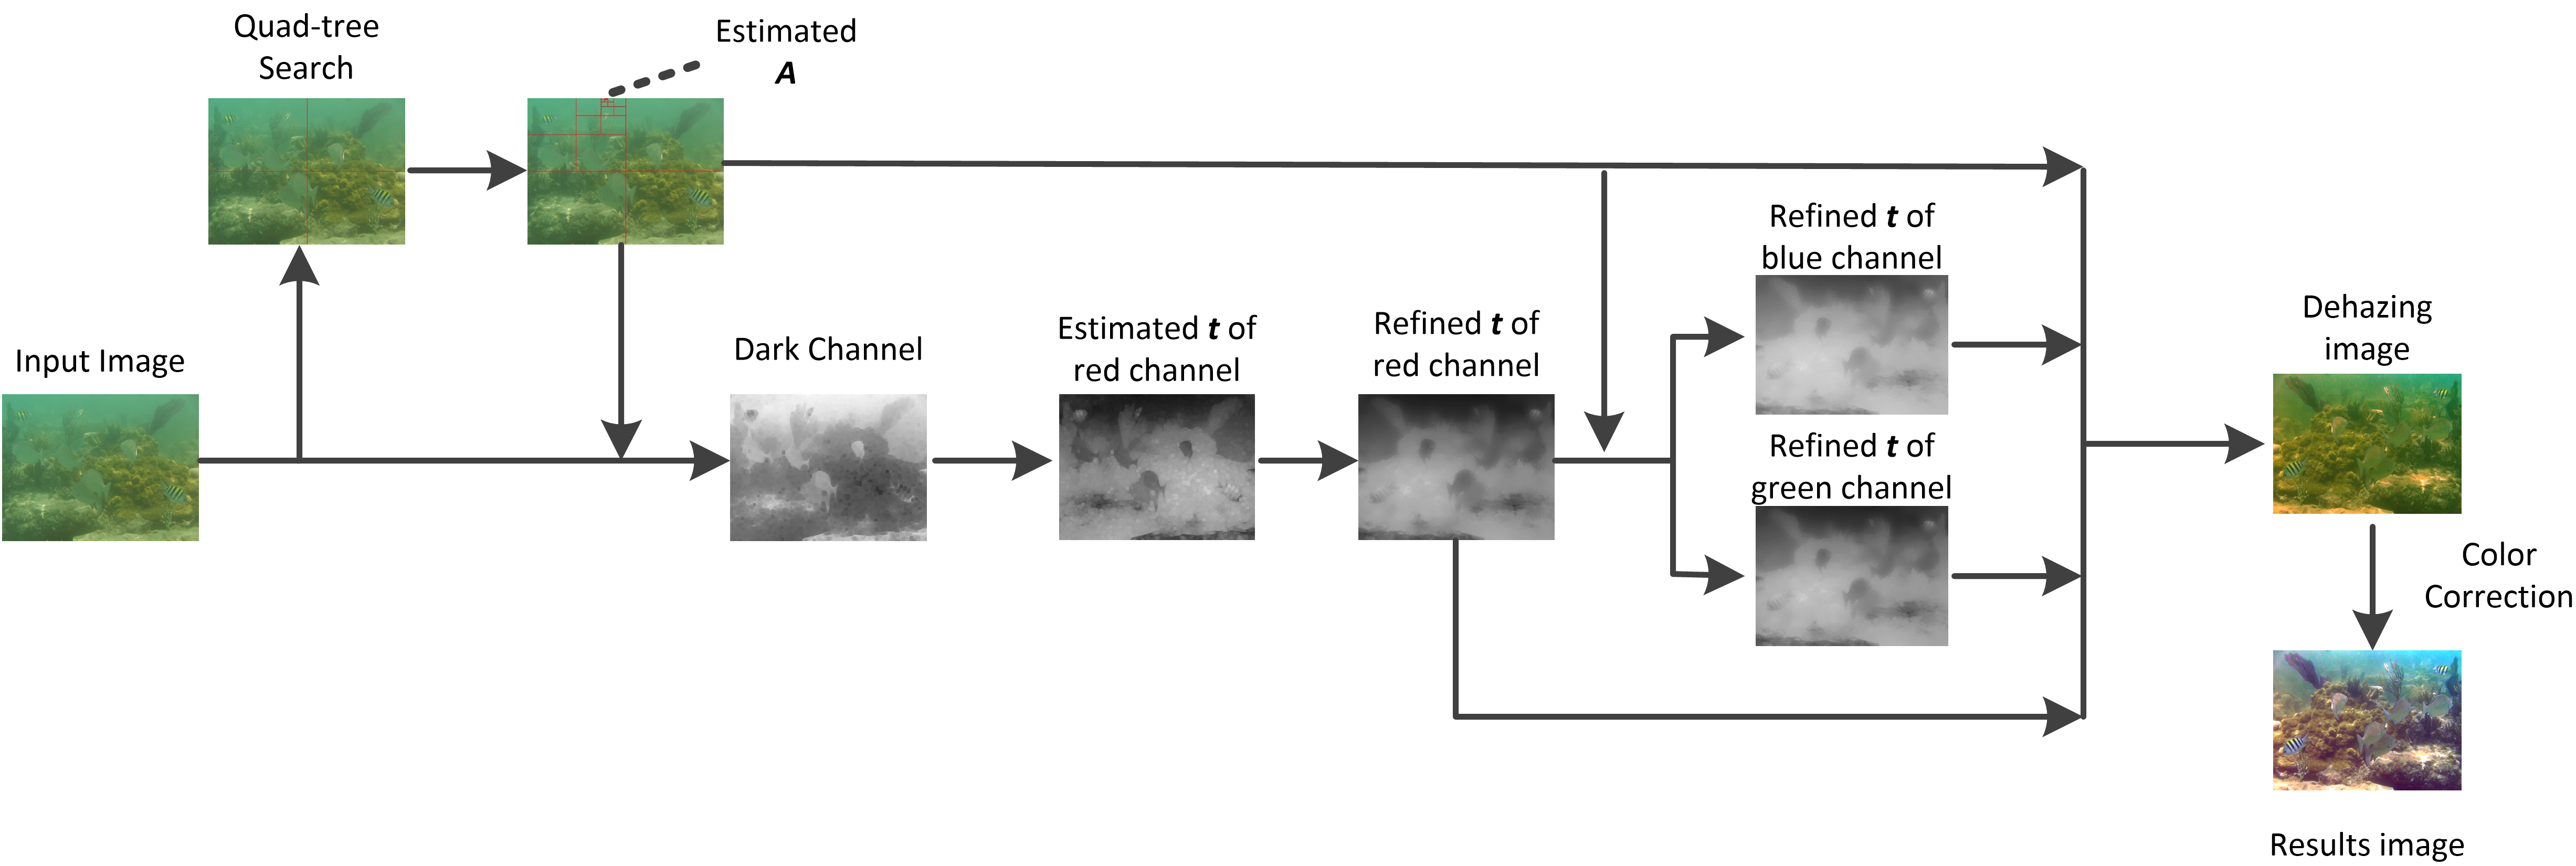 Quad-tree
Search
Estimated
A
Input Image
Dark Channel
Estimated t of
red channel
Refined t of
red channel
Refined t of
blue channel
Refined t of
green channel
Dehazing
image
Color
Correction
Results image